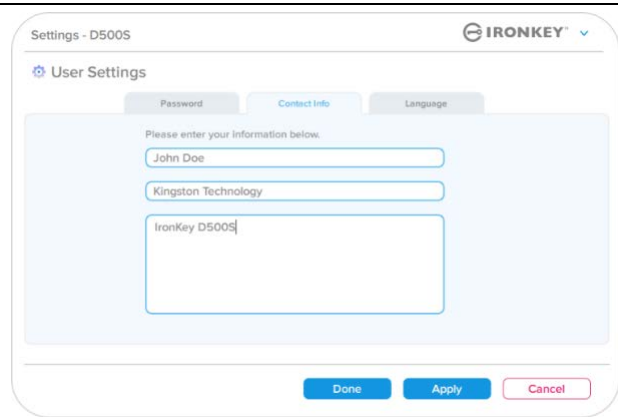 Settings - D500S
IRONKEY™
User Settings
Password
Contact Info
Language
Please enter your information below.
John Doe
Kingston Technology
IronKey D500S
Done
Apply
Cancel